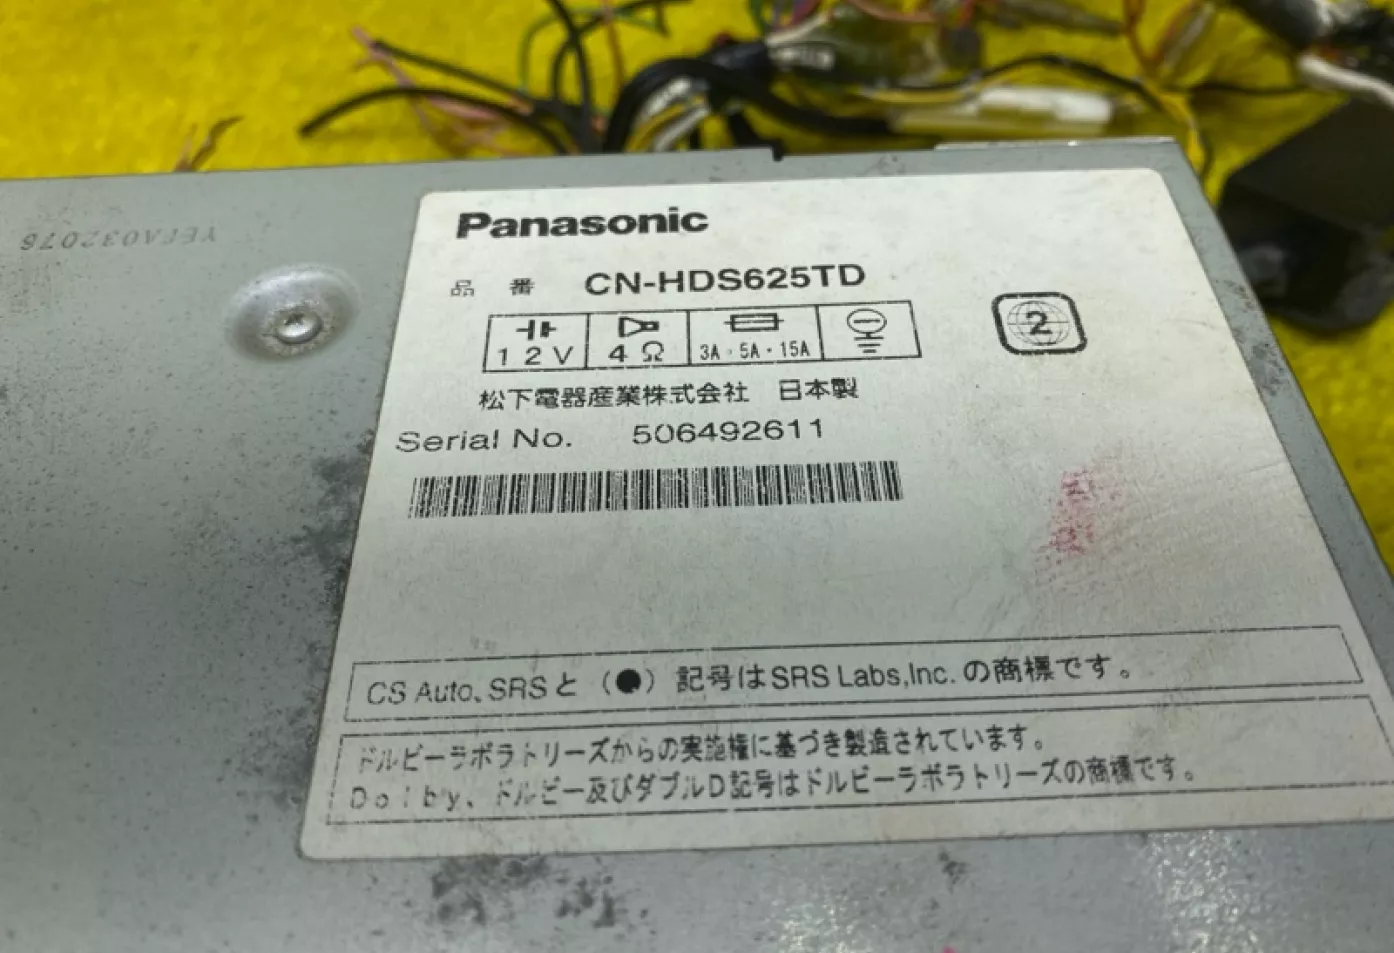 Panasonic
品 番 CN-HDS625TD
12V 4Ω 3A・5A・15A
2
松下電器産業株式会社 日本製
Serial No. 506492611
CS Auto、SRSと(●)記号はSRS Labs,Inc.の商標です。
ドルビーラボラトリーズからの実施権に基づき製造されています。
Dolby、ドルビー及びダブルD記号はドルビーラボラトリーズの商標です。
YEFA032076